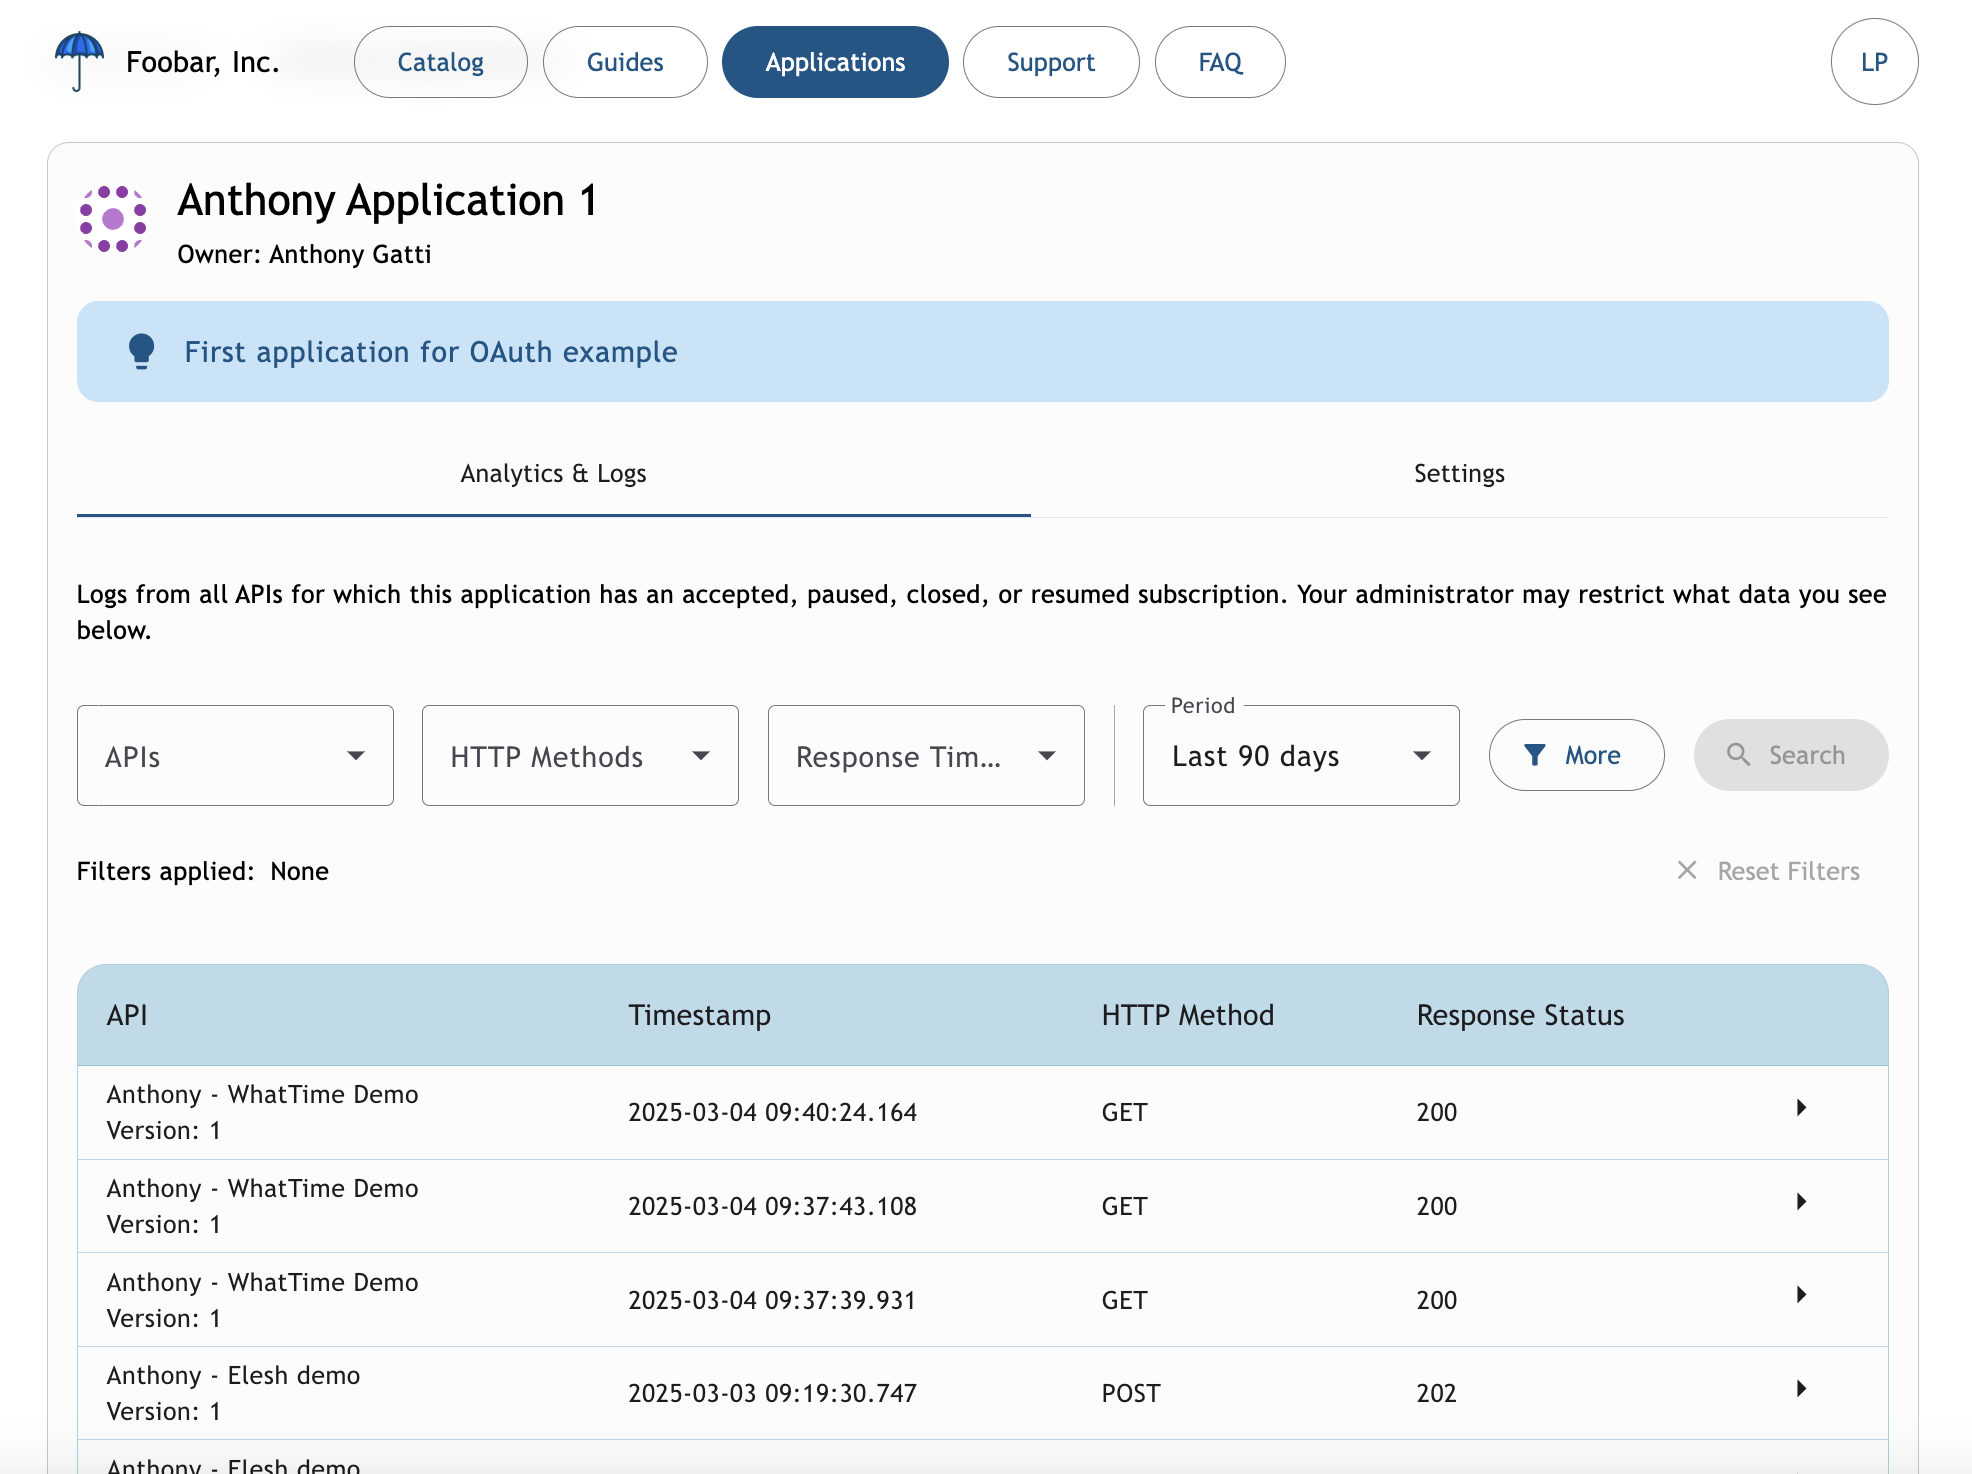 Foobar, Inc.
Catalog
Guides
Applications
Support
FAQ
LP
Anthony Application 1
Owner: Anthony Gatti
First application for OAuth example
Analytics & Logs
Settings
Logs from all APIs for which this application has an accepted, paused, closed, or resumed subscription. Your administrator may restrict what data you see
below.
APIs
HTTP Methods
Response Tim...
Period
Last 90 days
More
Search
Filters applied: None
Reset Filters
API Timestamp HTTP Method Response Status
Anthony - WhatTime Demo
Version: 1
2025-03-04 09:40:24.164 GET 200
Anthony - WhatTime Demo
Version: 1
2025-03-04 09:37:43.108 GET 200
Anthony - WhatTime Demo
Version: 1
2025-03-04 09:37:39.931 GET 200
Anthony - Elesh demo
Version: 1
2025-03-03 09:19:30.747 POST 202
Anthony - Elesh demo